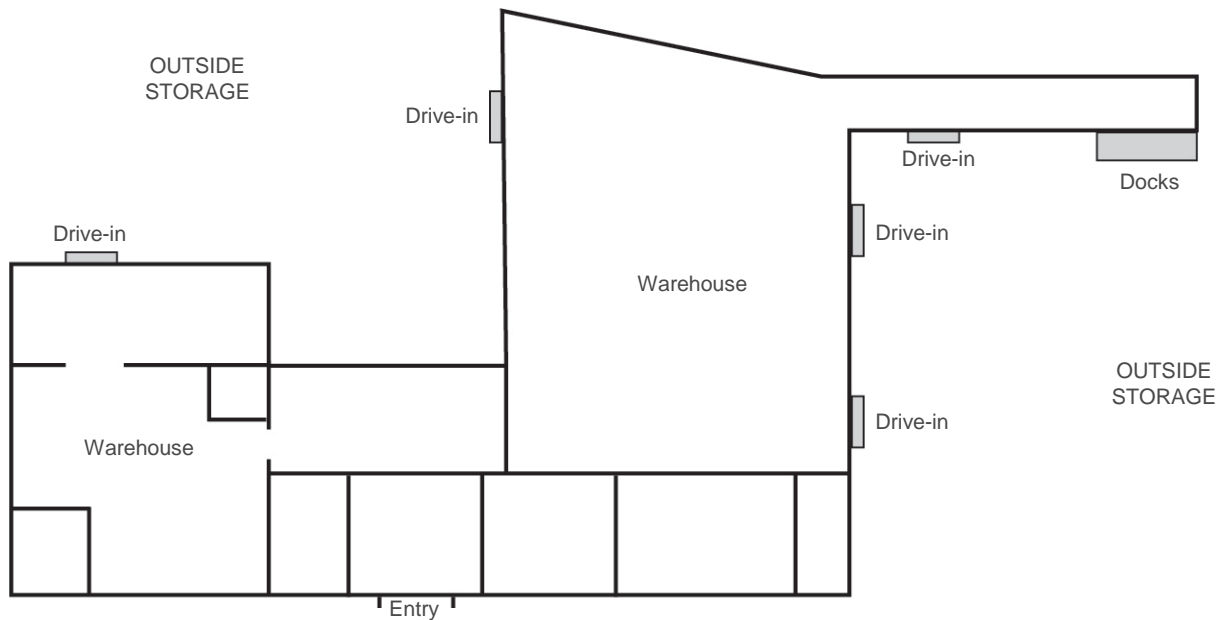 OUTSIDE
STORAGE
Drive-in
Drive-in
Docks
Drive-in
Drive-in
Warehouse
OUTSIDE
STORAGE
Drive-in
Warehouse
Entry